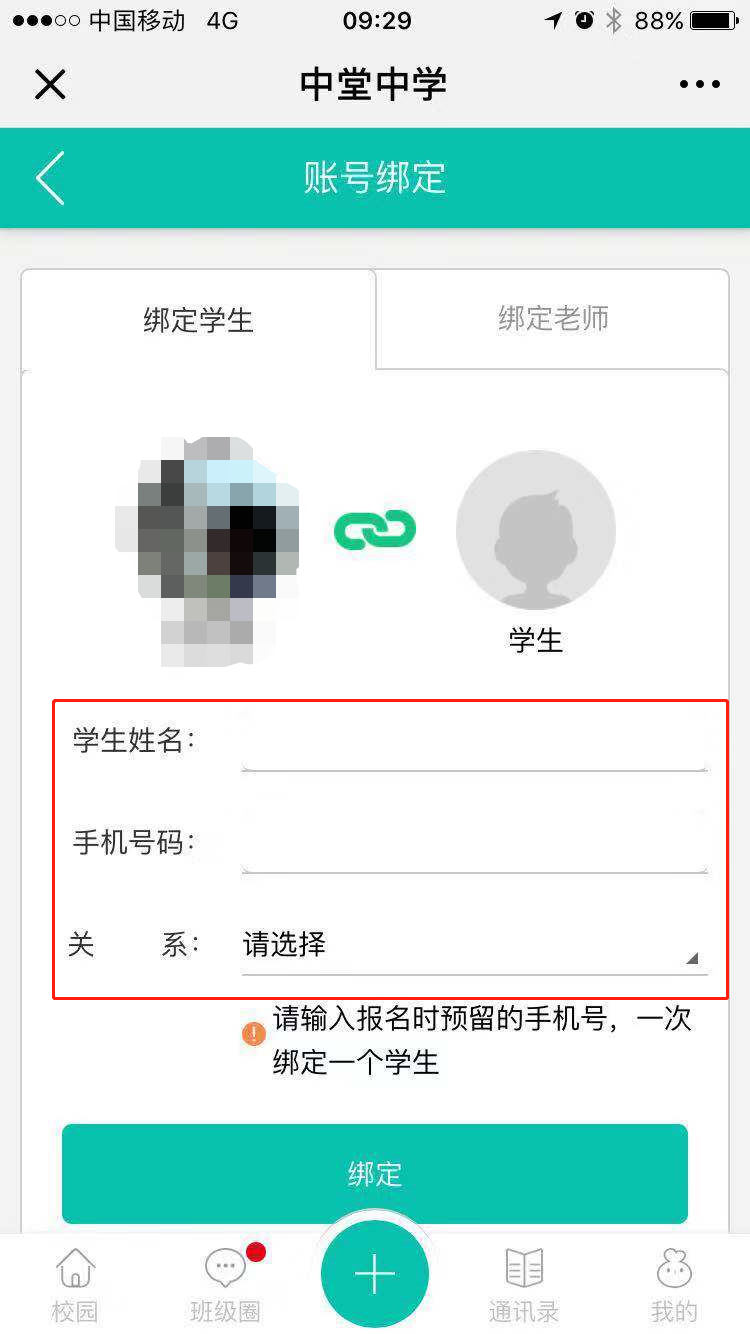 中国移动 4G 09:29 88%
中堂中学
账号绑定
绑定学生 绑定老师
学生
学生姓名：
手机号码：
关 系： 请选择
请输入报名时预留的手机号，一次
绑定一个学生
绑定
校园 班级圈 通讯录 我的